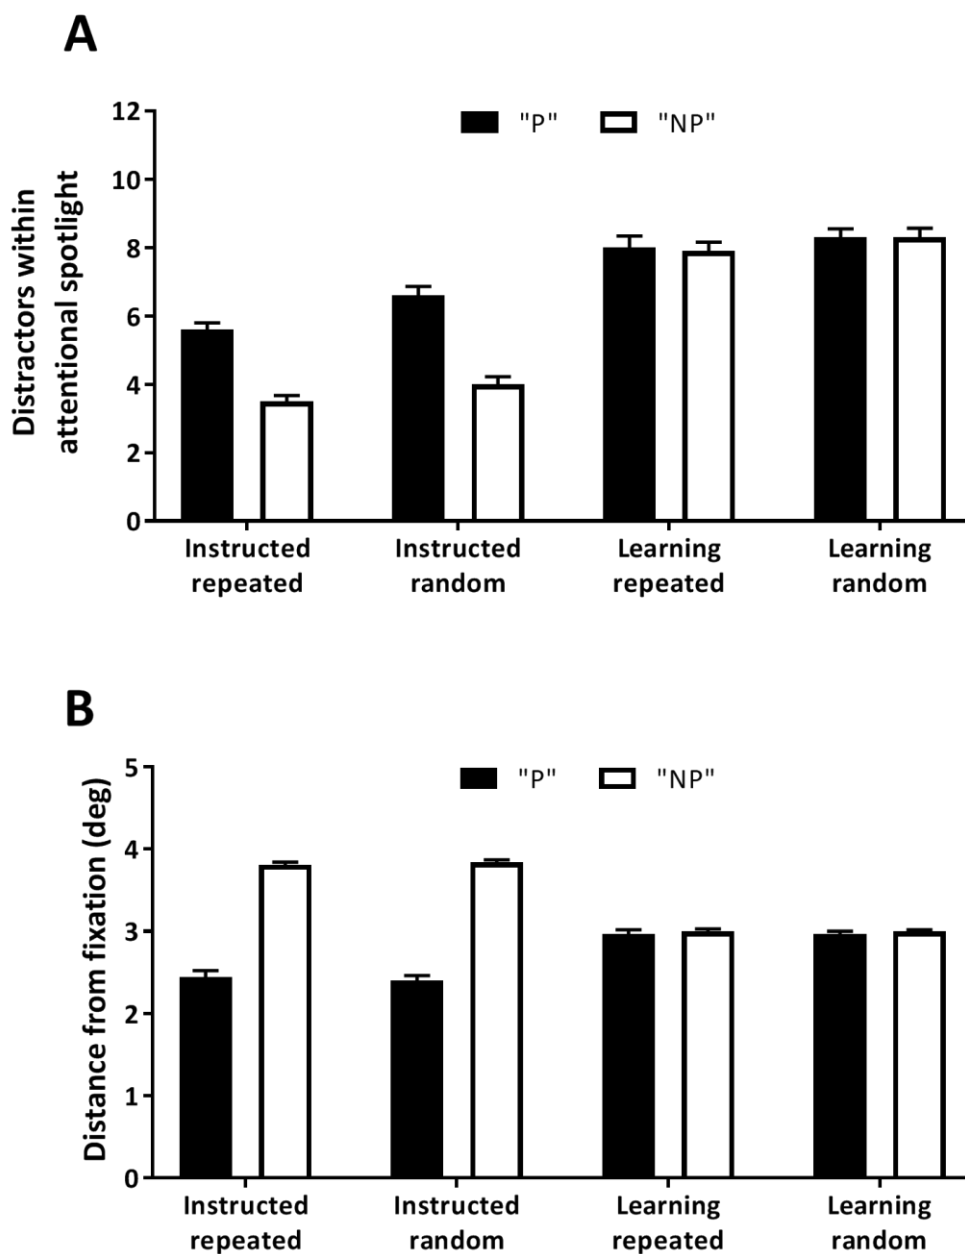 A
12
"P" "NP"
10
8
6
4
2
0
Distractors within
attentional spotlight
Instructed
repeated
Instructed
random
Learning
repeated
Learning
random
B
5
"P" "NP"
4
3
2
1
0
Distance from fixation (deg)
Instructed
repeated
Instructed
random
Learning
repeated
Learning
random